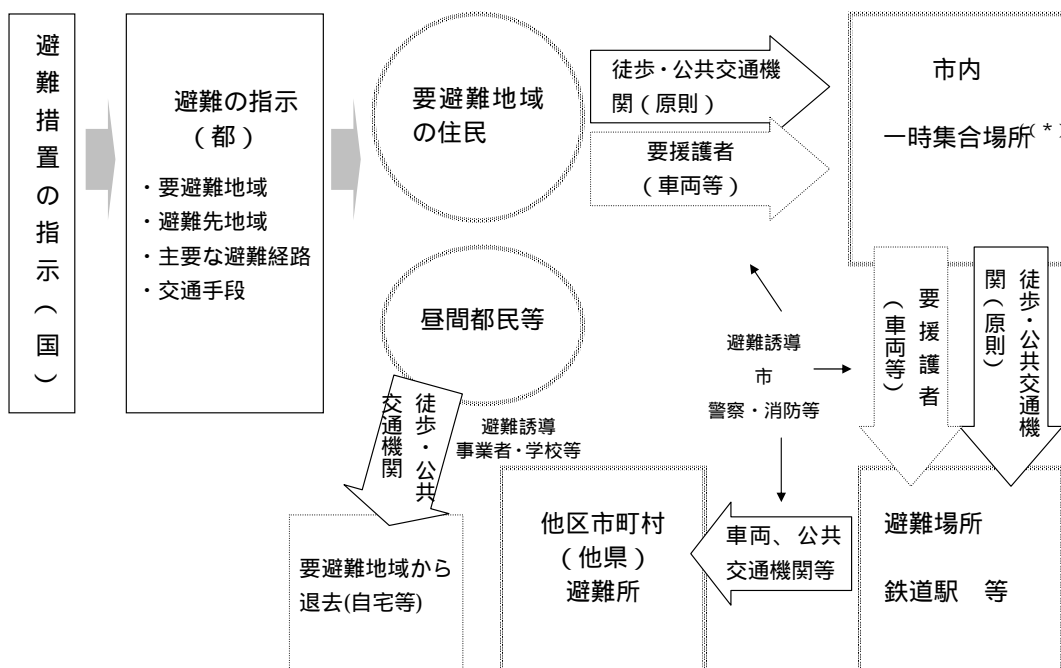 避難措置の指示(国)
避難の指示
(都)
・要避難地域
・避難先地域
・主要な避難経路
・交通手段
要避難地域
の住民
徒歩・公共交通機
関(原則)
要援護者
(車両等)
市内
一時集合場所((*)
昼間都民等
徒歩・公共
交通機関
避難誘導
事業者・学校等
避難誘導
市
警察・消防等
要援護者
(車両等)
徒歩・公共交通機
関(原則)
要避難地域から
退去(自宅等)
他区市町村
(他県)
避難所
車両、公共
交通機関等
避難場所
鉄道駅 等